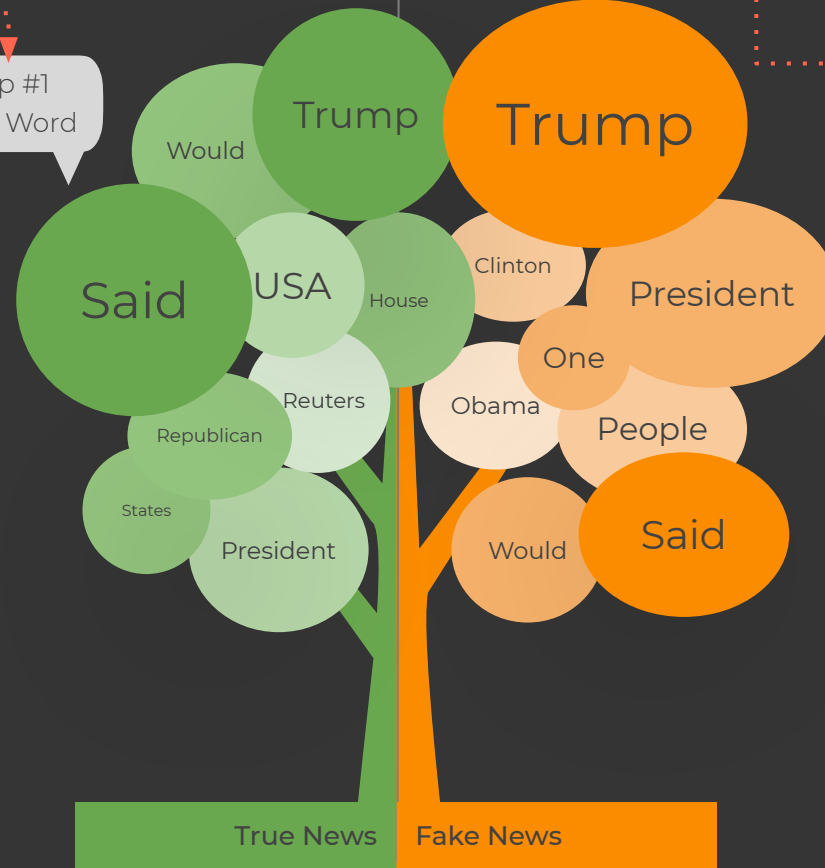 p #1
Word
Trump
Trump
Would
Clinton
USA
President
House
Said
One
Reuters
Obama
People
Republican
States
Said
President
Would
True News
Fake News